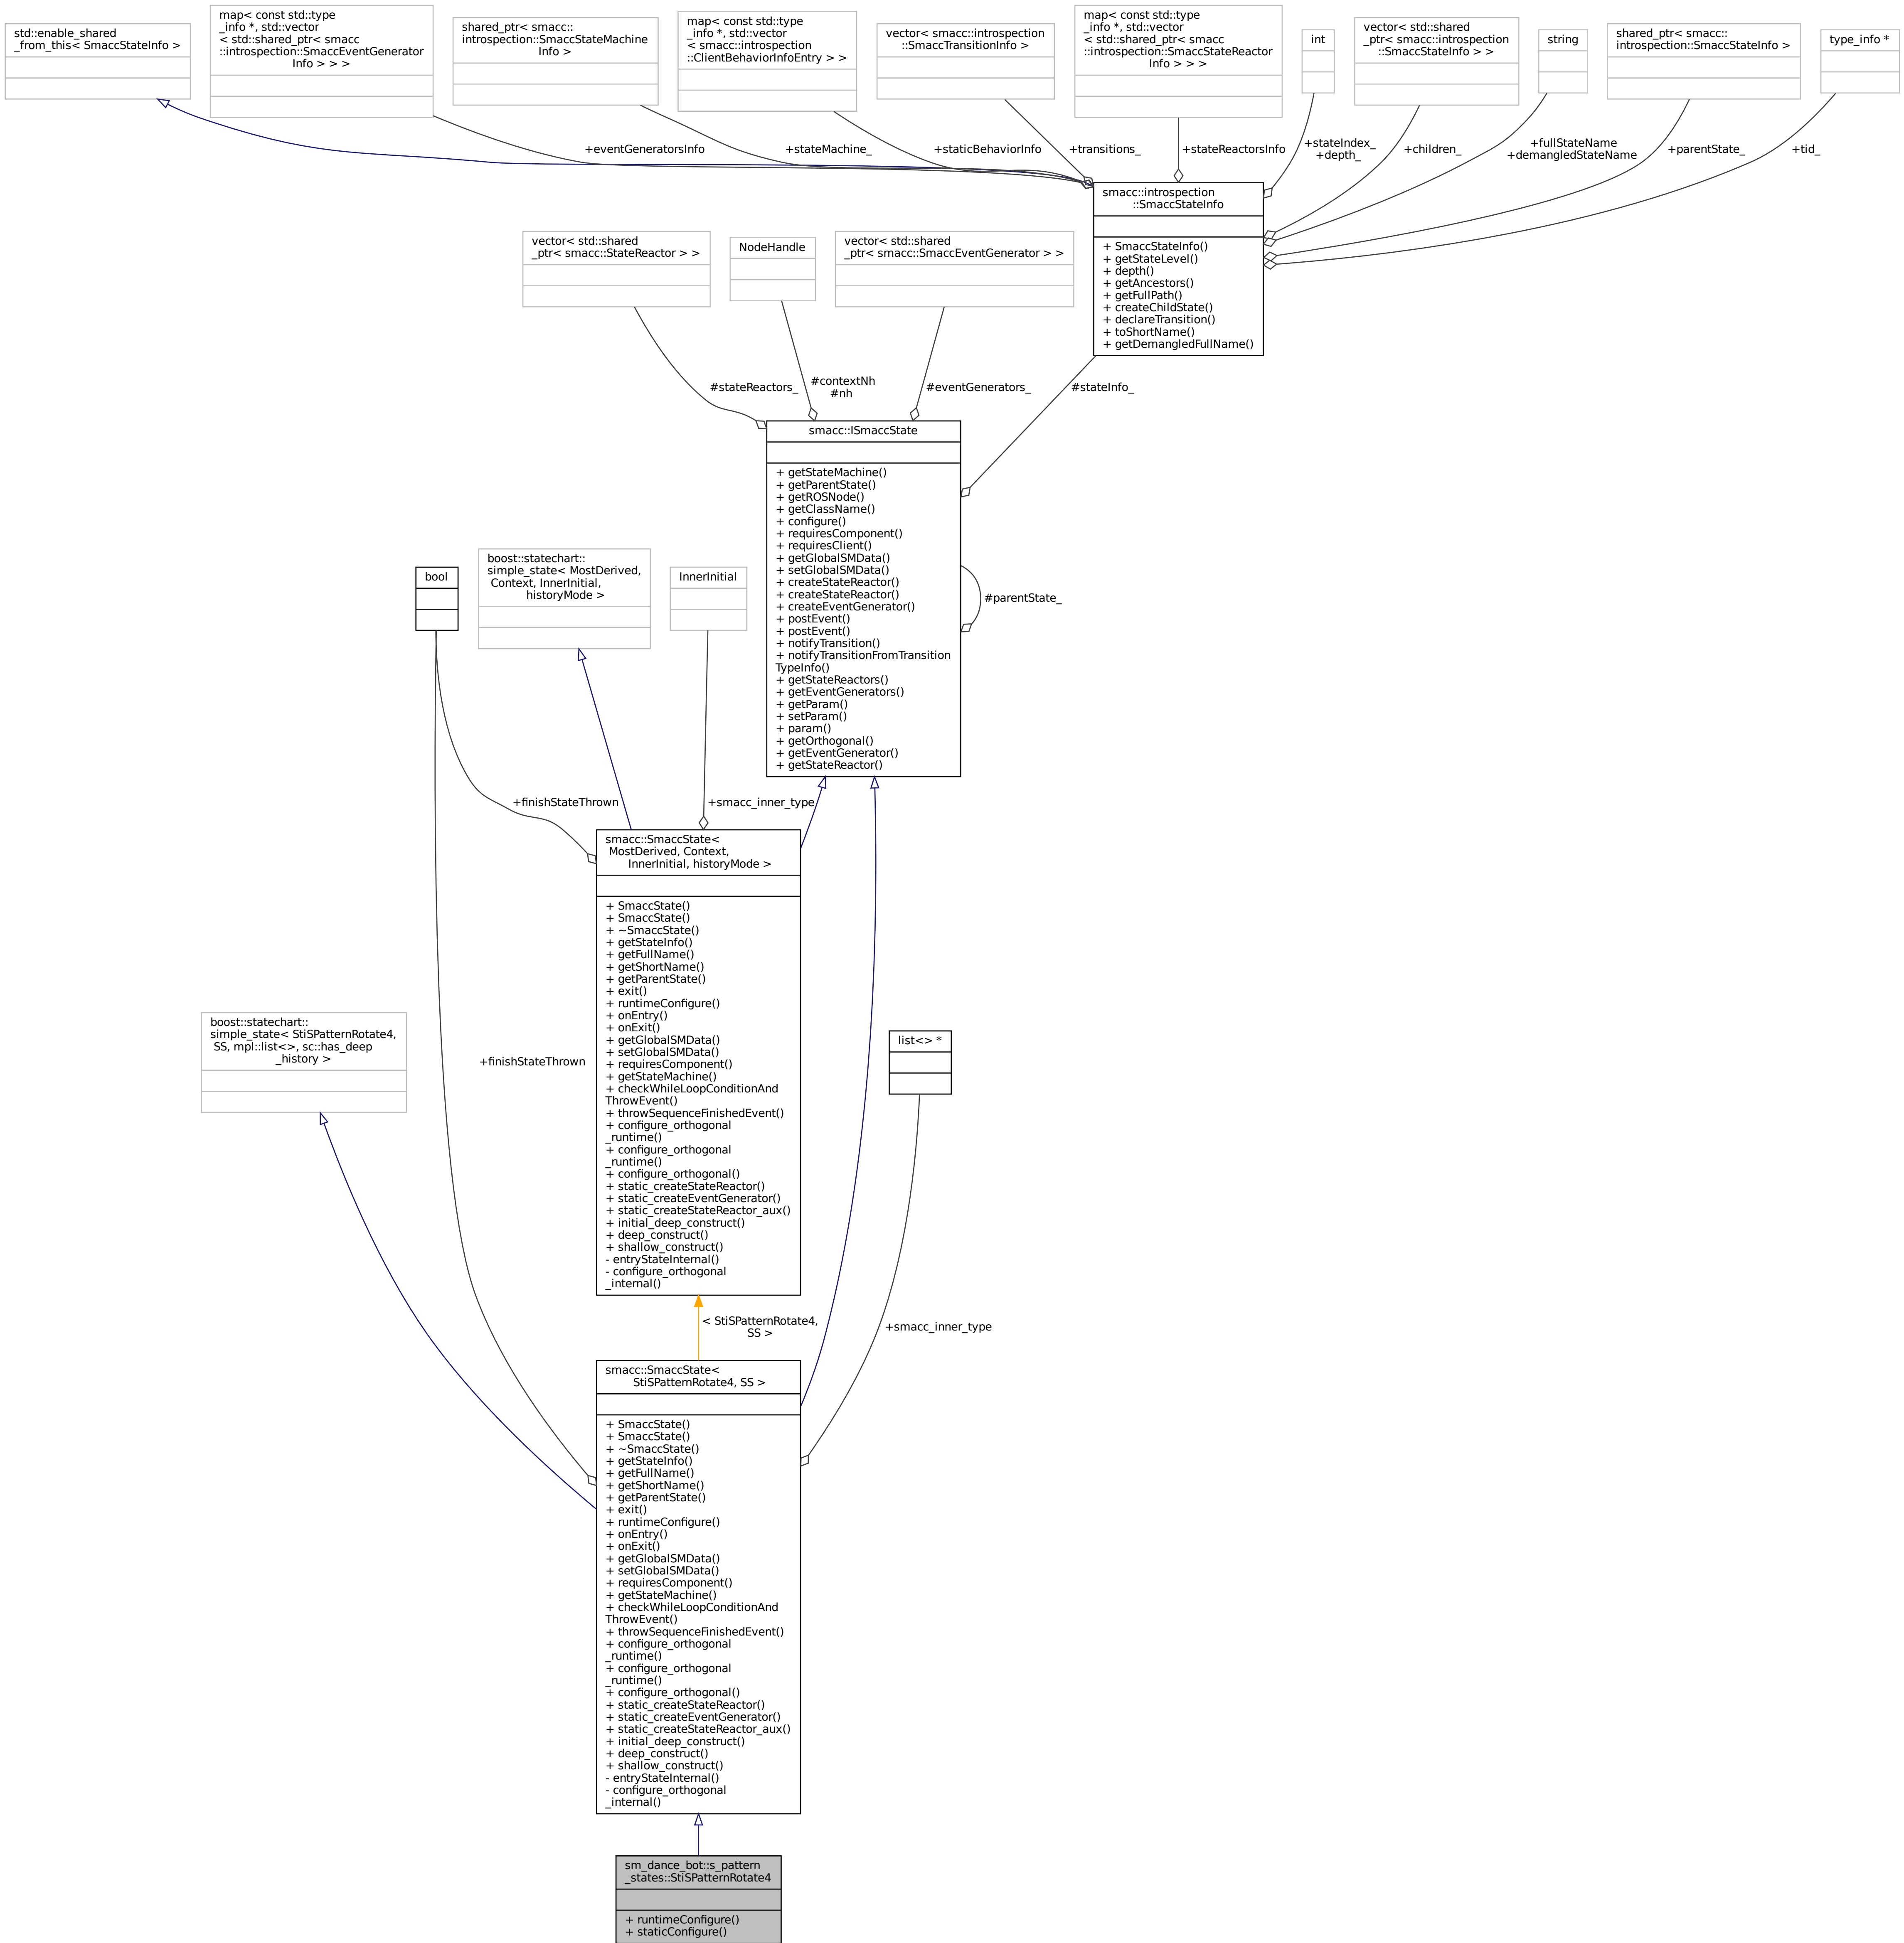 std::enable_shared
_from_this< SmaccStateInfo >
map< const std::type
_info *, std::vector
< std::shared_ptr< smacc
::introspection::SmaccEventGenerator
Info > > >
shared_ptr< smacc::
introspection::SmaccStateMachine
Info >
map< const std::type
_info *, std::vector
< smacc::introspection
::ClientBehaviorInfoEntry > >
vector< smacc::introspection
::SmaccTransitionInfo >
map< const std::type
_info *, std::vector
< std::shared_ptr< smacc
::introspection::SmaccStateReactor
Info > > >
int
vector< std::shared
_ptr< smacc::introspection
::SmaccStateInfo > >
string
shared_ptr< smacc::
introspection::SmaccStateInfo >
type_info *
+eventGeneratorsInfo
+stateMachine_
+staticBehaviorInfo
+transitions_
+stateReactorsInfo
+stateIndex_
+depth_
+children_
+fullStateName
+demangledStateName
+parentState_
+tid_
smacc::introspection
::SmaccStateInfo
+ SmaccStateInfo()
+ getStateLevel()
+ depth()
+ getAncestors()
+ getFullPath()
+ createChildState()
+ declareTransition()
+ toShortName()
+ getDemangledFullName()
vector< std::shared
_ptr< smacc::StateReactor > >
NodeHandle
vector< std::shared
_ptr< smacc::SmaccEventGenerator > >
#stateReactors_
#contextNh
#nh
#eventGenerators_
#stateInfo_
smacc::ISmaccState
+ getStateMachine()
+ getParentState()
+ getROSNode()
+ getClassName()
+ configure()
+ requiresComponent()
+ requiresClient()
+ getGlobalSMData()
+ setGlobalSMData()
+ createStateReactor()
+ createStateReactor()
+ createEventGenerator()
+ postEvent()
+ postEvent()
+ notifyTransition()
+ notifyTransitionFromTransition
TypeInfo()
+ getStateReactors()
+ getEventGenerators()
+ getParam()
+ setParam()
+ param()
+ getOrthogonal()
+ getEventGenerator()
+ getStateReactor()
#parentState_
bool
boost::statechart::
simple_state< MostDerived,
Context, InnerInitial,
historyMode >
InnerInitial
+finishStateThrown
+smacc_inner_type
smacc::SmaccState<
MostDerived, Context,
InnerInitial, historyMode >
+ SmaccState()
+ SmaccState()
+ ~SmaccState()
+ getStateInfo()
+ getFullName()
+ getShortName()
+ getParentState()
+ exit()
+ runtimeConfigure()
+ onEntry()
+ onExit()
+ getGlobalSMData()
+ setGlobalSMData()
+ requiresComponent()
+ getStateMachine()
+ checkWhileLoopConditionAnd
ThrowEvent()
+ throwSequenceFinishedEvent()
+ configure_orthogonal
_runtime()
+ configure_orthogonal
_runtime()
+ configure_orthogonal()
+ static_createStateReactor()
+ static_createEventGenerator()
+ static_createStateReactor_aux()
+ initial_deep_construct()
+ deep_construct()
+ shallow_construct()
- entryStateInternal()
- configure_orthogonal
_internal()
boost::statechart::
simple_state< StiSPatternRotate4,
SS, mpl::list<>, sc::has_deep
_history >
+finishStateThrown
list<> *
< StiSPatternRotate4,
SS >
+smacc_inner_type
smacc::SmaccState<
StiSPatternRotate4, SS >
+ SmaccState()
+ SmaccState()
+ ~SmaccState()
+ getStateInfo()
+ getFullName()
+ getShortName()
+ getParentState()
+ exit()
+ runtimeConfigure()
+ onEntry()
+ onExit()
+ getGlobalSMData()
+ setGlobalSMData()
+ requiresComponent()
+ getStateMachine()
+ checkWhileLoopConditionAnd
ThrowEvent()
+ throwSequenceFinishedEvent()
+ configure_orthogonal
_runtime()
+ configure_orthogonal
_runtime()
+ configure_orthogonal()
+ static_createStateReactor()
+ static_createEventGenerator()
+ static_createStateReactor_aux()
+ initial_deep_construct()
+ deep_construct()
+ shallow_construct()
- entryStateInternal()
- configure_orthogonal
_internal()
sm_dance_bot::s_pattern
_states::StiSPatternRotate4
+ runtimeConfigure()
+ staticConfigure()